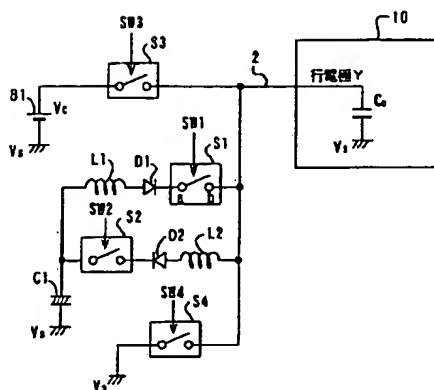 10
SW3
S3
2
行電極Y
B1
Vc
C₀
Vs
Vs
L1
D1
SW1
S1
SW2
S2
D2
L2
C1
Vs
SW4
S4
Vs